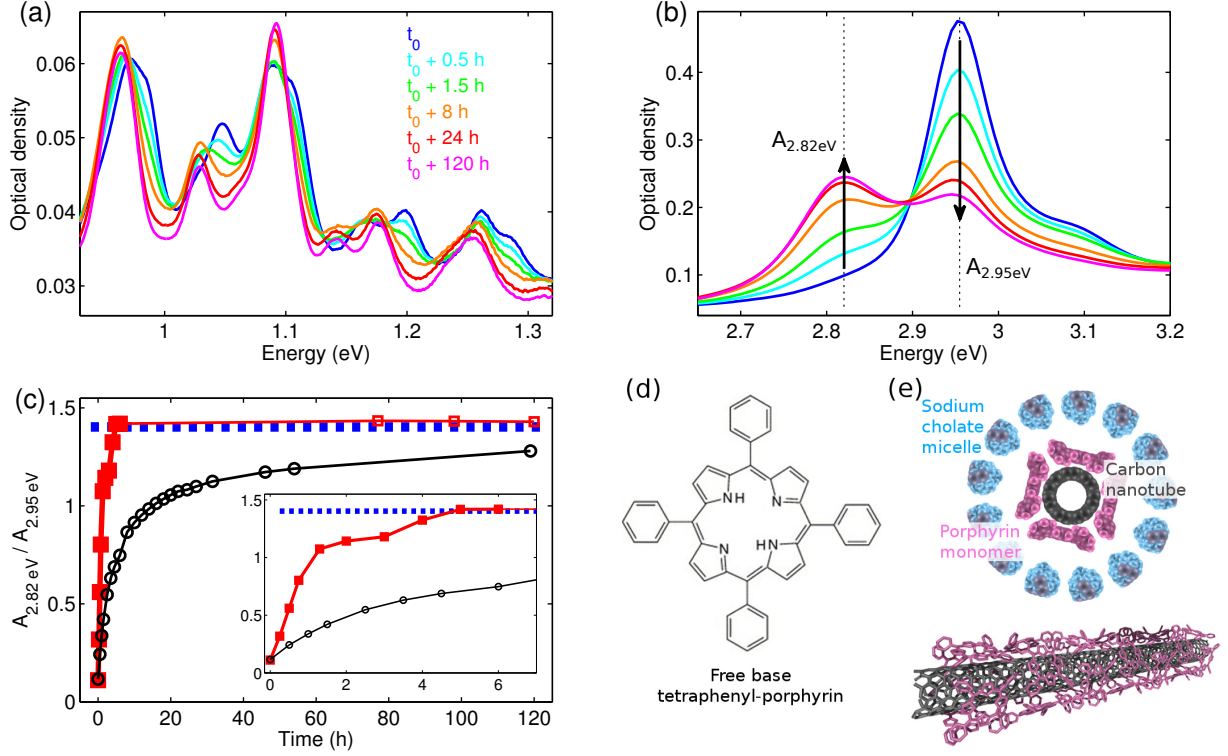 (a)
Optical density
0.06
0.05
0.04
0.03
1
1.1
1.2
1.3
Energy (eV)
t0
t0 + 0.5 h
t0 + 1.5 h
t0 + 8 h
t0 + 24 h
t0 + 120 h
(b)
Optical density
0.4
0.3
0.2
0.1
2.7
2.8
2.9
3
3.1
3.2
Energy (eV)
A2.82eV
A2.95eV
(c)
A2.82 eV / A2.95 eV
1.5
1
0.5
0
0
20
40
60
80
100
120
Time (h)
1.5
1
0.5
0
0
2
4
6
(d)
NH
N
N
HN
Free base
tetraphenyl-porphyrin
(e)
Sodium
cholate
micelle
Carbon
nanotube
Porphyrin
monomer